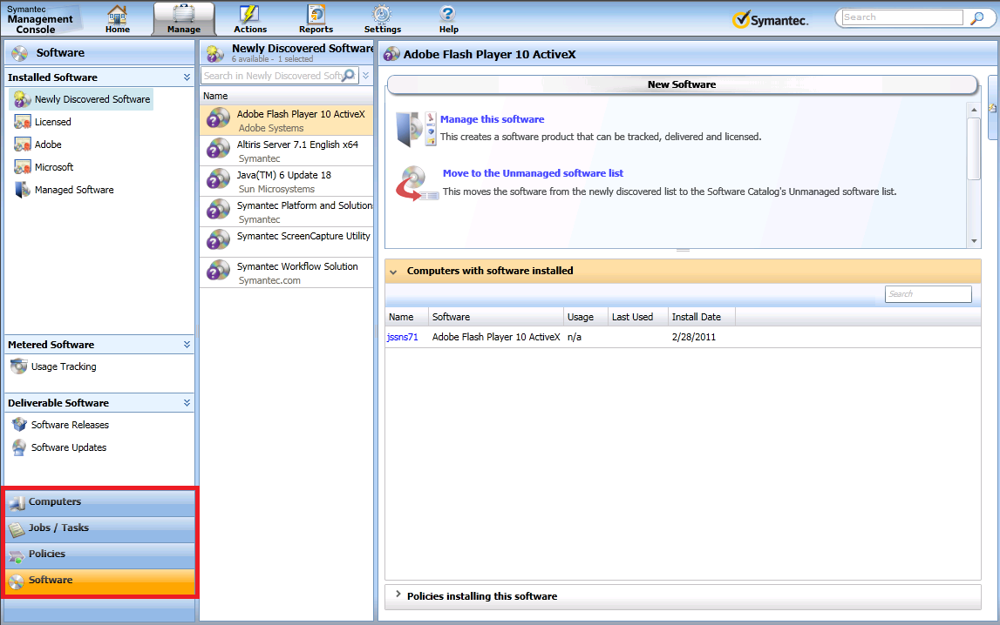 Symantec
Management
Console
Home
Manage
Actions
Reports
Settings
Help
Symantec.
Search
Software
Installed Software
Newly Discovered Software
Licensed
Adobe
Microsoft
Managed Software
Metered Software
Usage Tracking
Deliverable Software
Software Releases
Software Updates
Computers
Jobs / Tasks
Policies
Software
Newly Discovered Software
6 available - 1 selected
Search in Newly Discovered Softw
Name
Adobe Flash Player 10 ActiveX
Adobe Systems
Altiris Server 7.1 English x64
Symantec
Java(TM) 6 Update 18
Sun Microsystems
Symantec Platform and Solution
Symantec
Symantec ScreenCapture Utility
Symantec Workflow Solution
Symantec.com
Adobe Flash Player 10 ActiveX
New Software
Manage this software
This creates a software product that can be tracked, delivered and licensed.
Move to the Unmanaged software list
This moves the software from the newly discovered list to the Software Catalog's Unmanaged software list.
Computers with software installed
Search
Name Software Usage Last Used Install Date
jssns71 Adobe Flash Player 10 ActiveX n/a 2/28/2011
Policies installing this software